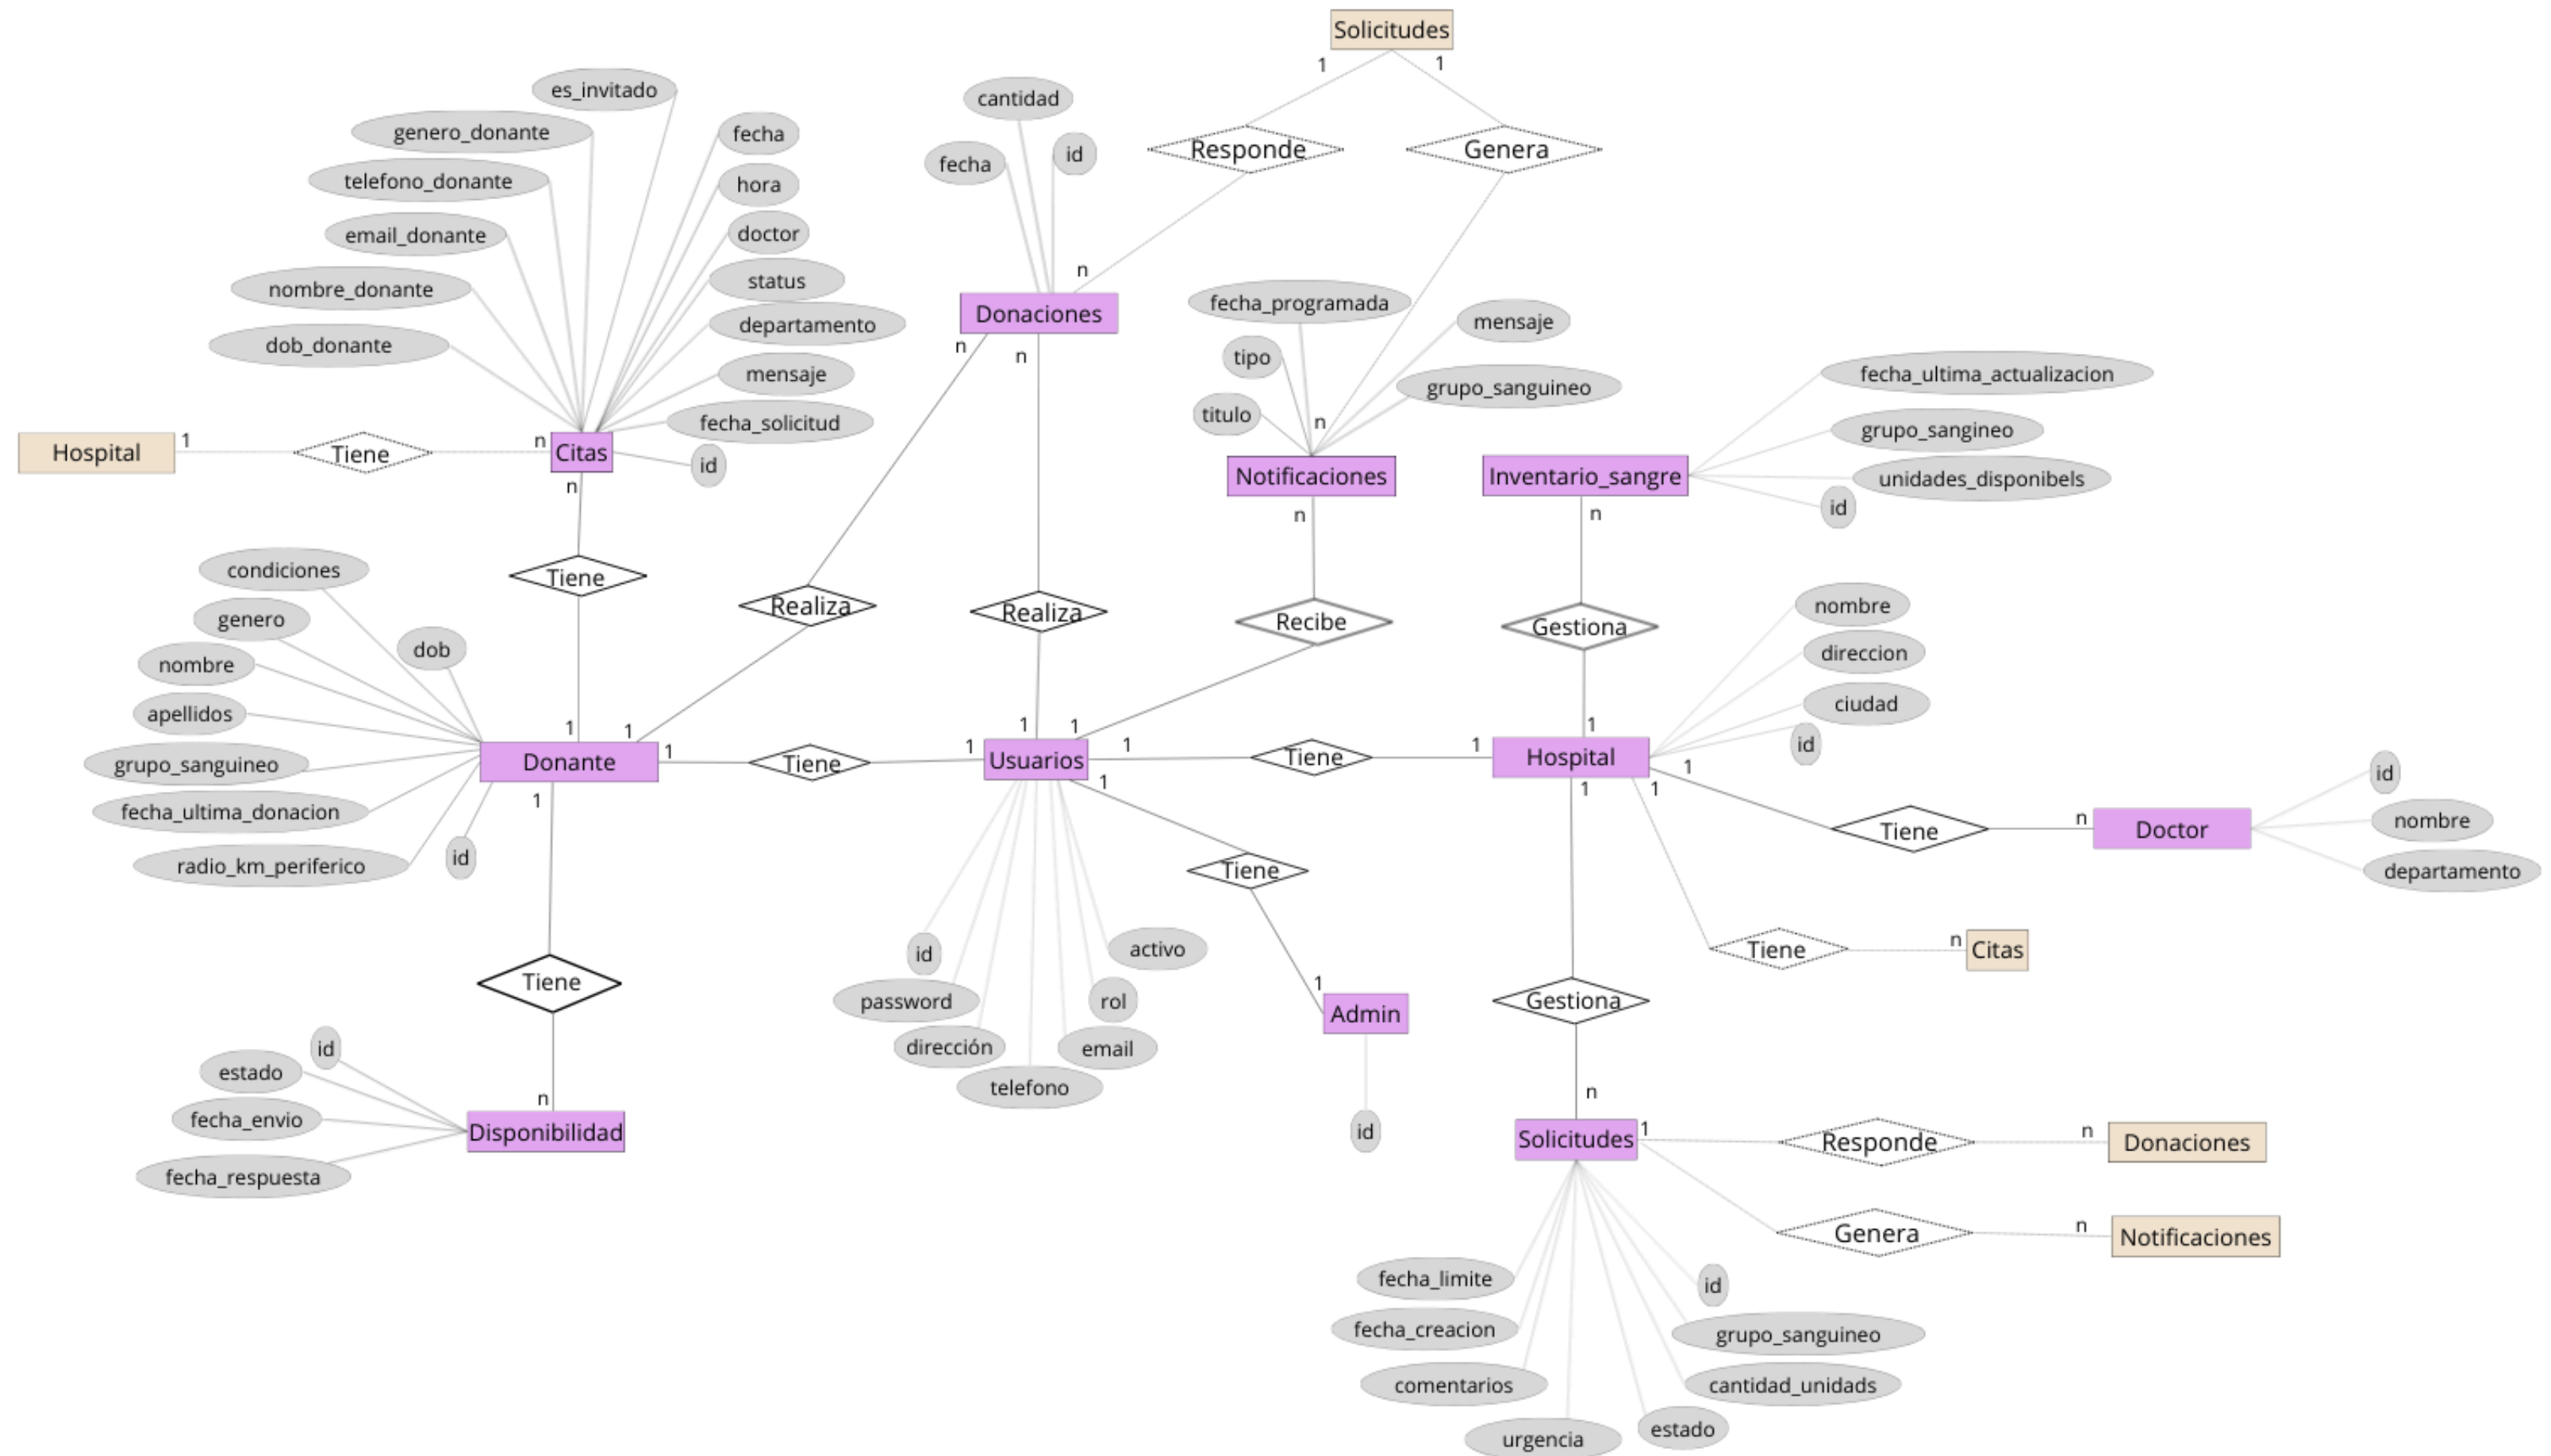 Solicitudes
1
1
Responde
Genera
es_invitado
genero_donante
telefono_donante
email_donante
nombre_donante
dob_donante
fecha
hora
doctor
status
departamento
mensaje
fecha_solicitud
id
cantidad
fecha
id
n
Donaciones
n
n
fecha_programada
tipo
titulo
mensaje
grupo_sanguineo
n
Notificaciones
n
Inventario_sangre
n
fecha_ultima_actualizacion
grupo_sangineo
unidades_disponibels
id
Hospital
1
Tiene
n
Citas
n
Tiene
Realiza
Realiza
Recibe
Gestiona
condiciones
genero
dob
nombre
apellidos
grupo_sanguineo
fecha_ultima_donacion
radio_km_periferico
id
1
1
Donante
1
1
Tiene
1
1
1
Usuarios
1
1
Tiene
1
1
Hospital
1
1
1
nombre
direccion
ciudad
id
Tiene
n
Doctor
id
nombre
departamento
Tiene
n
Citas
Tiene
1
Admin
id
id
password
dirección
telefono
email
rol
activo
Tiene
n
Disponibilidad
id
estado
fecha_envio
fecha_respuesta
Gestiona
n
Solicitudes
1
Responde
n
Donaciones
Genera
n
Notificaciones
fecha_limite
fecha_creacion
comentarios
urgencia
estado
cantidad_unidads
grupo_sanguineo
id